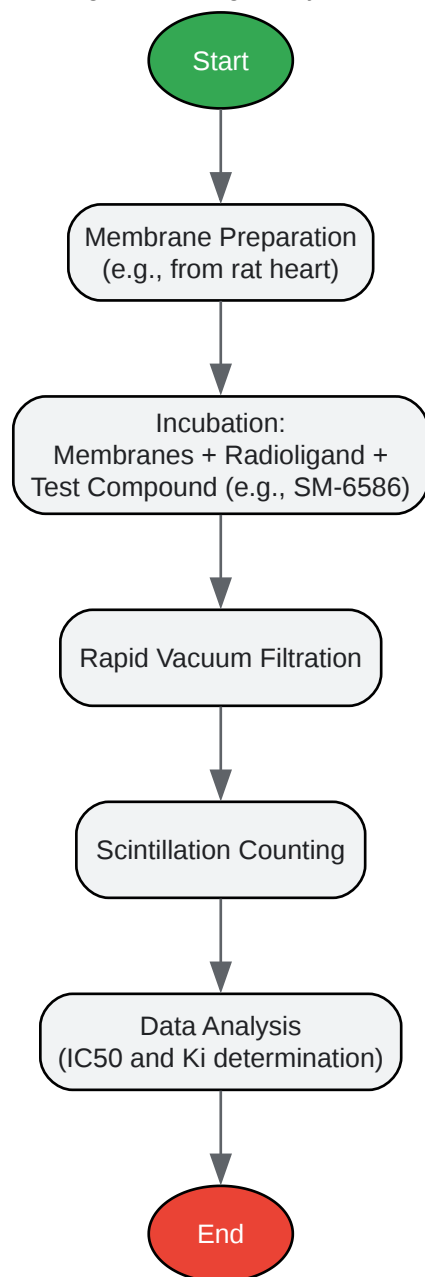 Start
Membrane Preparation
(e.g., from rat heart)
Incubation:
Membranes + Radioligand +
Test Compound (e.g., SM-6586)
Rapid Vacuum Filtration
Scintillation Counting
Data Analysis
(IC50 and Ki determination)
End